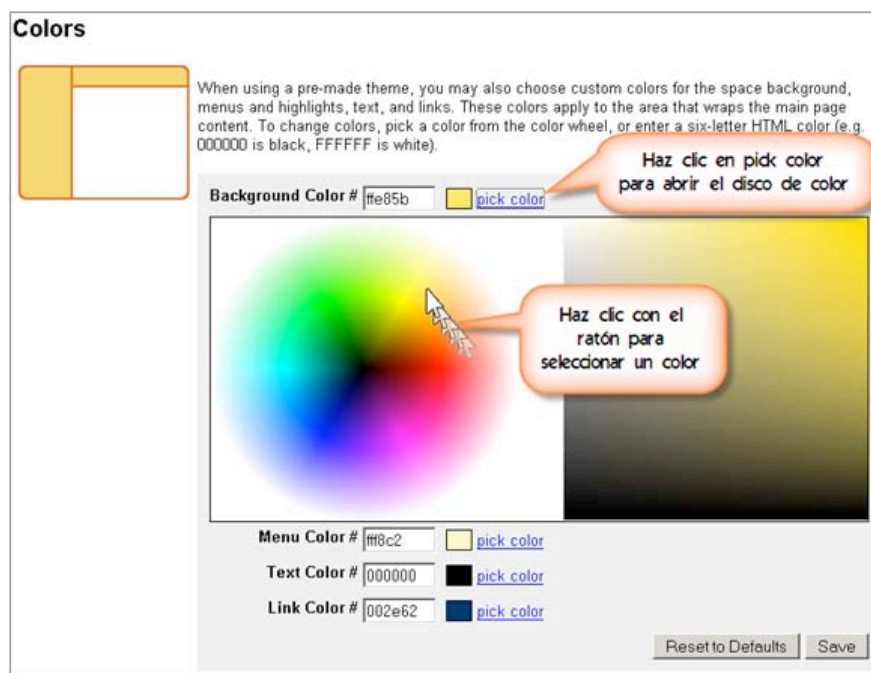 Colors
When using a pre-made theme, you may also choose custom colors for the space background,
menus and highlights, text, and links. These colors apply to the area that wraps the main page
content. To change colors, pick a color from the color wheel, or enter a six-letter HTML color (e.g.
000000 is black, FFFFFF is white).
Haz clic en pick color
para abrir el disco de color
Background Color # ffe85b pick color
Haz clic con el
ratón para
seleccionar un color
Menu Color # fff8c2 pick color
Text Color # 000000 pick color
Link Color # 002e62 pick color
Reset to Defaults Save